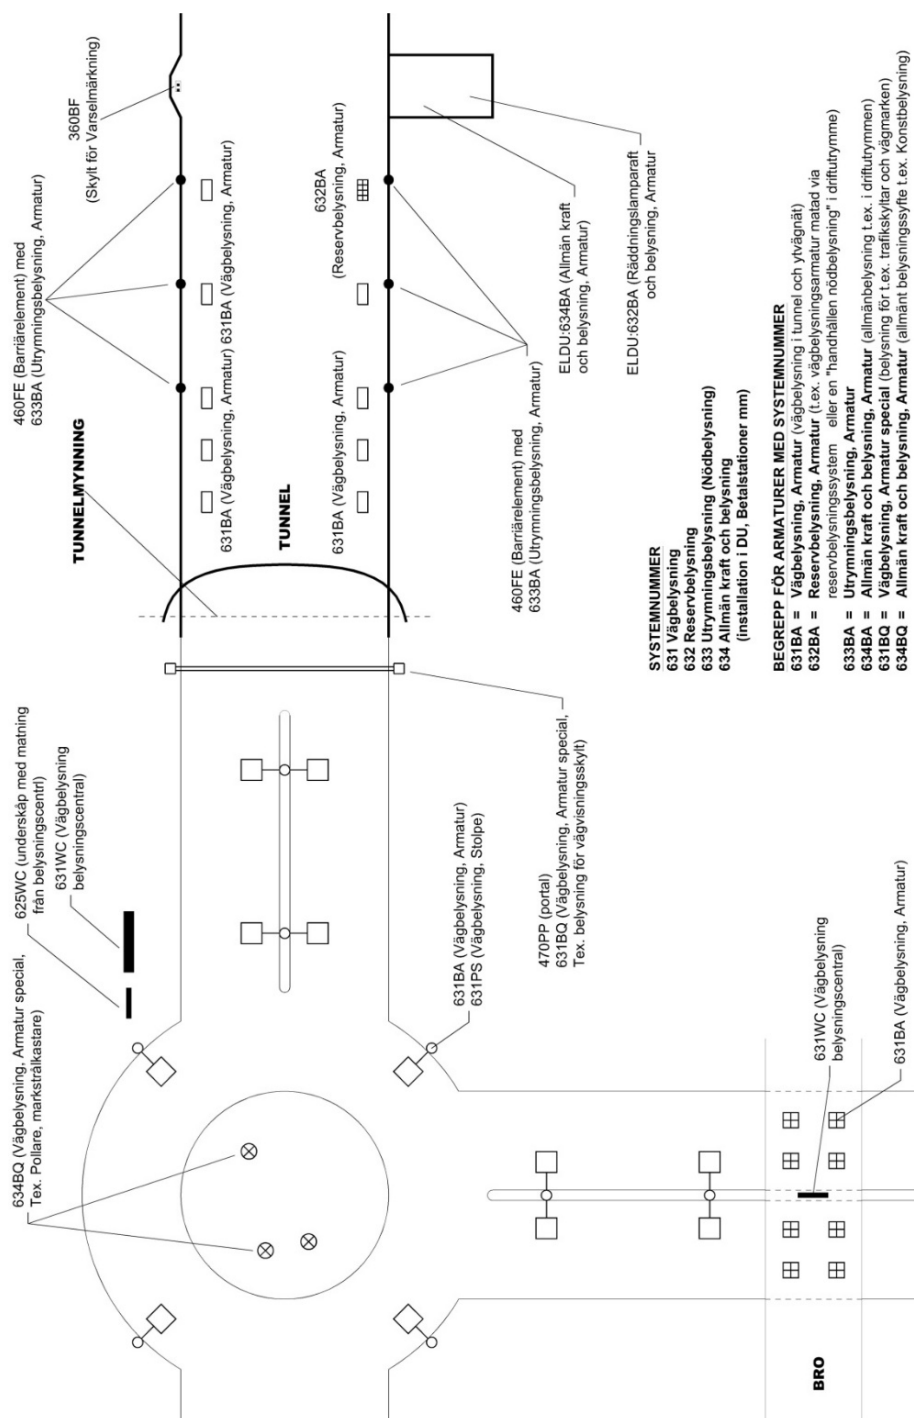 634BQ (Vägbelysning, Armatur special,
Tex. Pollare, markstrålkastare)
625WC (underskåp med matning
från belysningscentrl)
631WC (Vägbelysning
belysningscentral)
TUNNELMYNNING
460FE (Barriärelement) med
633BA (Utrymningsbelysning, Armatur)
360BF
(Skylt för Varselmärkning)
631BA (Vägbelysning, Armatur)
631BA (Vägbelysning, Armatur)
TUNNEL
631BA (Vägbelysning, Armatur)
632BA
(Reservbelysning, Armatur)
631BA (Vägbelysning, Armatur)
631PS (Vägbelysning, Stolpe)
470PP (portal)
631BQ (Vägbelysning, Armatur special,
Tex. belysning för vägvisningsskylt)
460FE (Barriärelement) med
633BA (Utrymningsbelysning, Armatur)
ELDU:634BA (Allmän kraft
och belysning, Armatur)
ELDU:632BA (Räddningslamparaft
och belysning, Armatur
SYSTEMNUMMER
631 Vägbelysning
632 Reservbelysning
633 Utrymningsbelysning (Nödbelysning)
634 Allmän kraft och belysning
(installation i DU, Betalstationer mm)
BEGREPP FÖR ARMATURER MED SYSTEMNUMMER
631BA = Vägbelysning, Armatur (vägbelysning i tunnel och ytvägnät)
632BA = Reservbelysning, Armatur (t.ex. vägbelysningsarmatur matad via
reservbelysningssystem eller en "handhållen nödbelysning" i driftutrymme)
633BA = Utrymningsbelysning, Armatur
634BA = Allmän kraft och belysning, Armatur (allmänbelysning t.ex. i driftutrymmen)
631BQ = Vägbelysning, Armatur special (belysning för t.ex. trafikskyltar och vägmarken)
634BQ = Allmän kraft och belysning, Armatur (allmänt belysningssyfte t.ex. Konstbelysning)
BRO
631WC (Vägbelysning
belysningscentral)
631BA (Vägbelysning, Armatur)